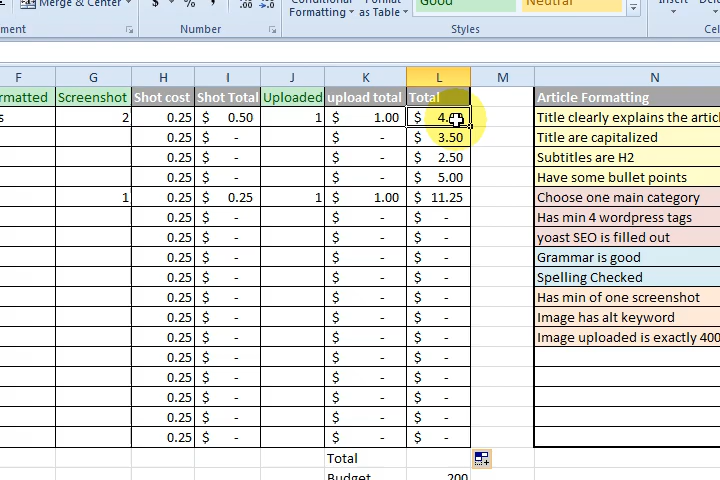 Merge & Center
$ % , .00 .0
Conditional Format
Formatting as Table
Good
Neutral
Insert
Number
Styles
F G H I J K L M N
Screenshot Shot cost Shot Total Uploaded upload total Total Article Formatting
s 2 0.25 $ 0.50 1 $ 1.00 $ Title clearly explains the
0.25 $ - $ - $ 3.50 Title are capitalized
0.25 $ - $ - $ 2.50 Subtitles are H2
0.25 $ - $ - $ 5.00 Have some bullet points
1 0.25 $ 0.25 1 $ 1.00 $ 11.25 Choose one main category
0.25 $ - $ - $ - Has min 4 wordpress tags
0.25 $ - $ - $ - yoast SEO is filled out
0.25 $ - $ - $ - Grammar is good
0.25 $ - $ - $ - Spelling Checked
0.25 $ - $ - $ - Has min of one screenshot
0.25 $ - $ - $ - Image has alt keyword
0.25 $ - $ - $ - Image uploaded is exactly 400
0.25 $ - $ - $ -
0.25 $ - $ - $ -
0.25 $ - $ - $ -
0.25 $ - $ - $ -
0.25 $ - $ - $ -
Total
Budget 200